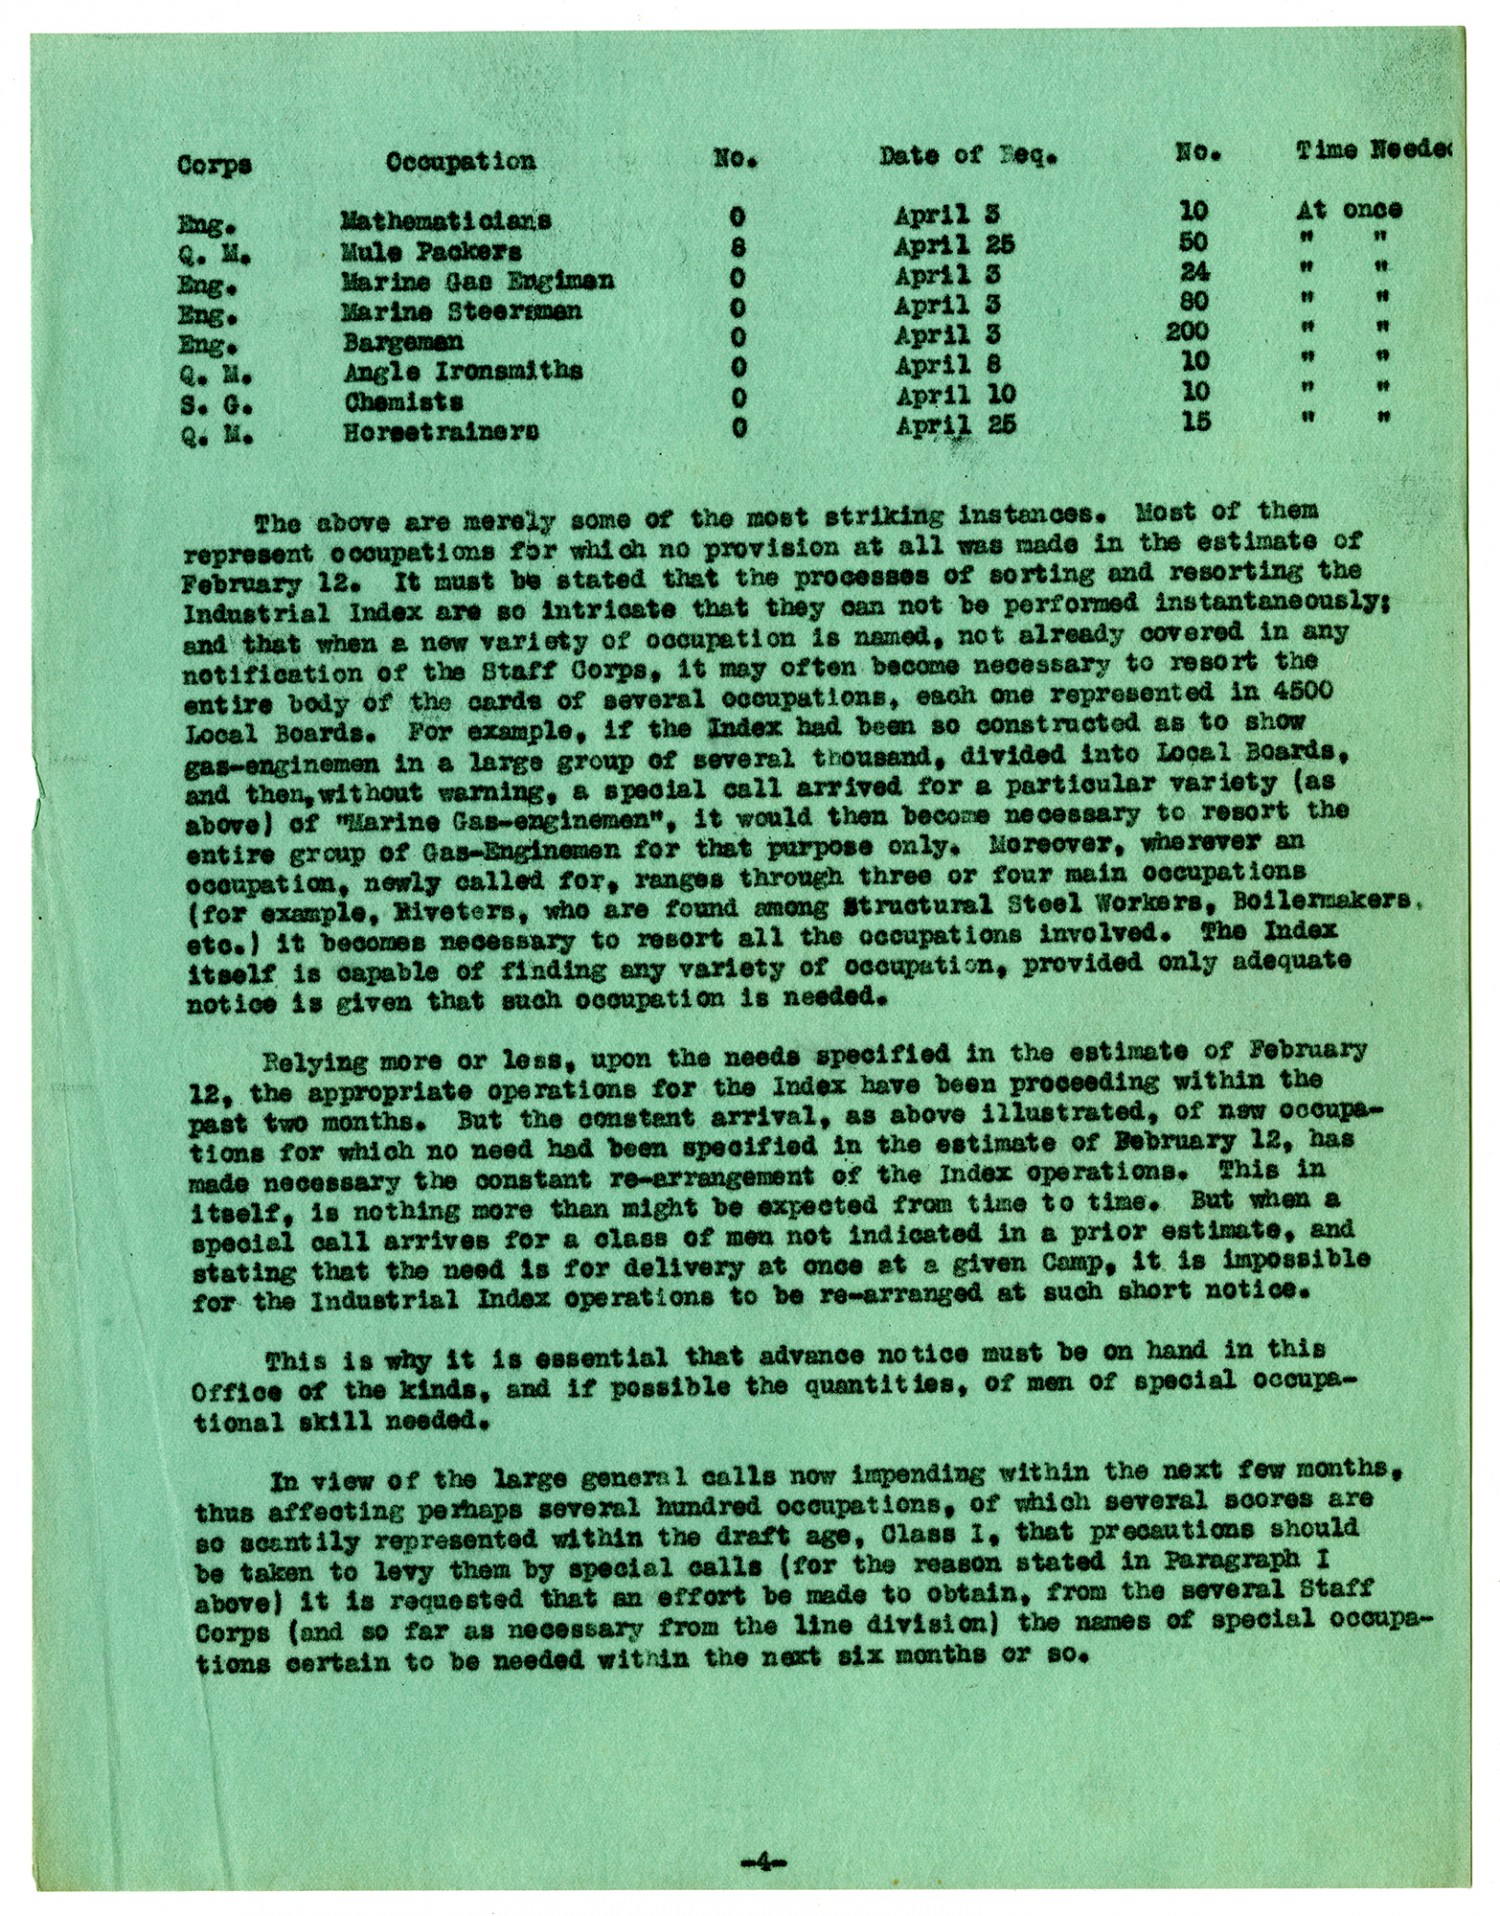 Corps Occupation No. Date of Req. No. Time Needed
Eng. Mathematicians 0 April 3 10 At once
Q. M. Mule Packers 8 April 25 50 " "
Eng. Marine Gas Engimen 0 April 3 24 " "
Eng. Marine Steersmen 0 April 3 80 " "
Eng. Bargemen 0 April 3 200 " "
Q. M. Angle Ironsmiths 0 April 8 10 " "
S. G. Chemists 0 April 10 10 " "
Q. M. Horsetrainers 0 April 25 15 " "
The above are merely some of the most striking instances. Most of them
represent occupations for which no provision at all was made in the estimate of
February 12. It must be stated that the processes of sorting and resorting the
Industrial Index are so intricate that they can not be performed instantaneously;
and that when a new variety of occupation is named, not already covered in any
notification of the Staff Corps, it may often become necessary to resort the
entire body of the cards of several occupations, each one represented in 4500
Local Boards. For example, if the Index had been so constructed as to show
gas-enginemen in a large group of several thousand, divided into Local Boards,
and then,without warning, a special call arrived for a particular variety (as
above) of "Marine Gas-enginemen", it would then become necessary to resort the
entire group of Gas-Enginemen for that purpose only. Moreover, wherever an
occupation, newly called for, ranges through three or four main occupations
(for example, Riveters, who are found among Structural Steel Workers, Boilermakers,
etc.) it becomes necessary to resort all the occupations involved. The Index
itself is capable of finding any variety of occupation, provided only adequate
notice is given that such occupation is needed.
Relying more or less, upon the needs specified in the estimate of February
12, the appropriate operations for the Index have been proceeding within the
past two months. But the constant arrival, as above illustrated, of new occupa-
tions for which no need had been specified in the estimate of February 12, has
made necessary the constant re-arrangement of the Index operations. This in
itself, is nothing more than might be expected from time to time. But when a
special call arrives for a class of men not indicated in a prior estimate, and
stating that the need is for delivery at once at a given Camp, it is impossible
for the Industrial Index operations to be re-arranged at such short notice.
This is why it is essential that advance notice must be on hand in this
Office of the kinds, and if possible the quantities, of men of special occupa-
tional skill needed.
In view of the large general calls now impending within the next few months,
thus affecting perhaps several hundred occupations, of which several scores are
so scantily represented within the draft age, Class I, that precautions should
be taken to levy them by special calls (for the reason stated in Paragraph I
above) it is requested that an effort be made to obtain, from the several Staff
Corps (and so far as necessary from the line division) the names of special occupa-
tions certain to be needed within the next six months or so.
-4-